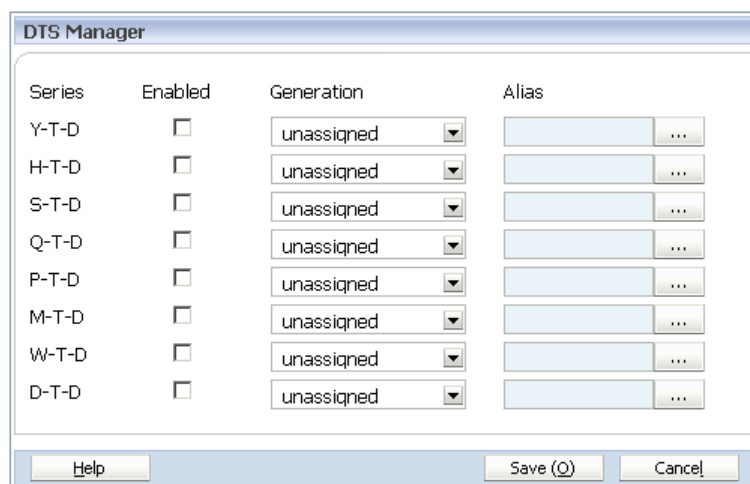 DTS Manager
Series Enabled Generation Alias
Y-T-D unassigned ...
H-T-D unassigned ...
S-T-D unassigned ...
Q-T-D unassigned ...
P-T-D unassigned ...
M-T-D unassigned ...
W-T-D unassigned ...
D-T-D unassigned ...
Help Save (O) Cancel